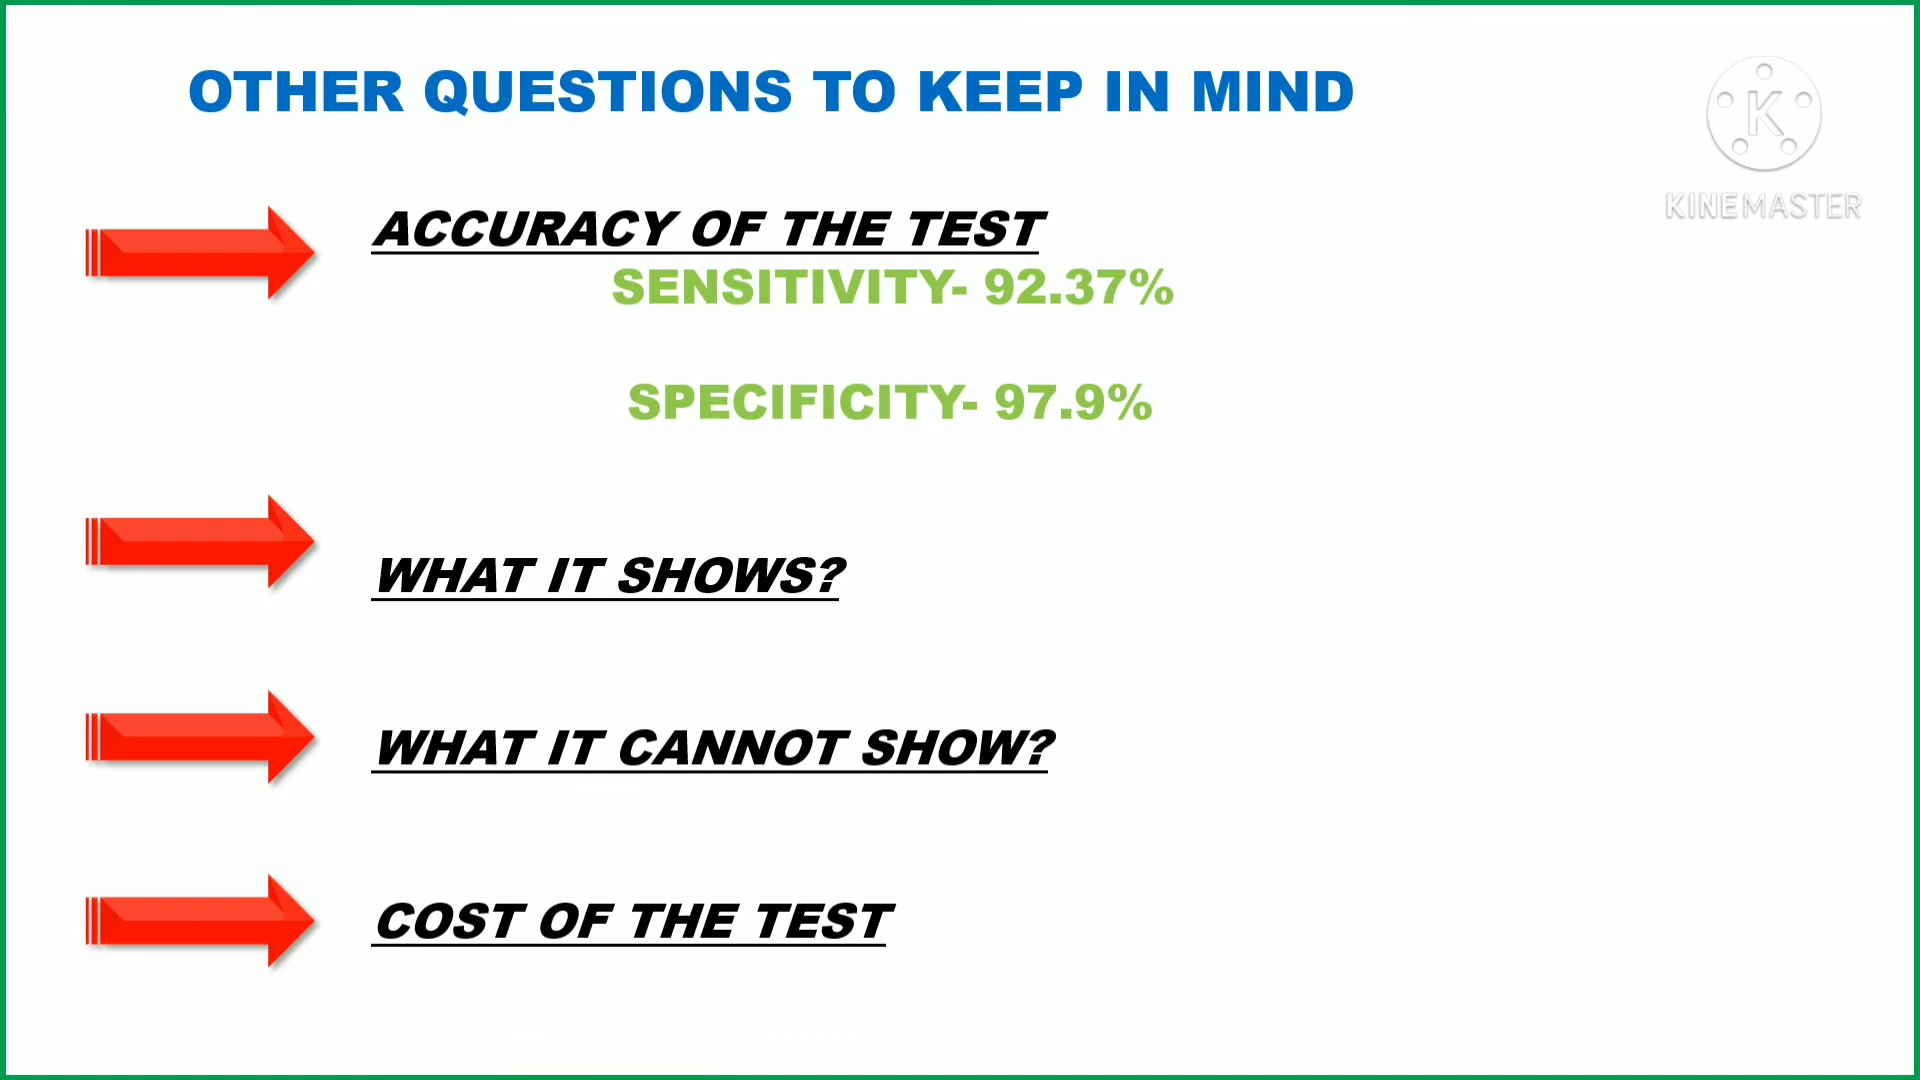 OTHER QUESTIONS TO KEEP IN MIND
K
KINEMASTER
ACCURACY OF THE TEST
SENSITIVITY- 92.37%
SPECIFICITY- 97.9%
WHAT IT SHOWS?
WHAT IT CANNOT SHOW?
COST OF THE TEST